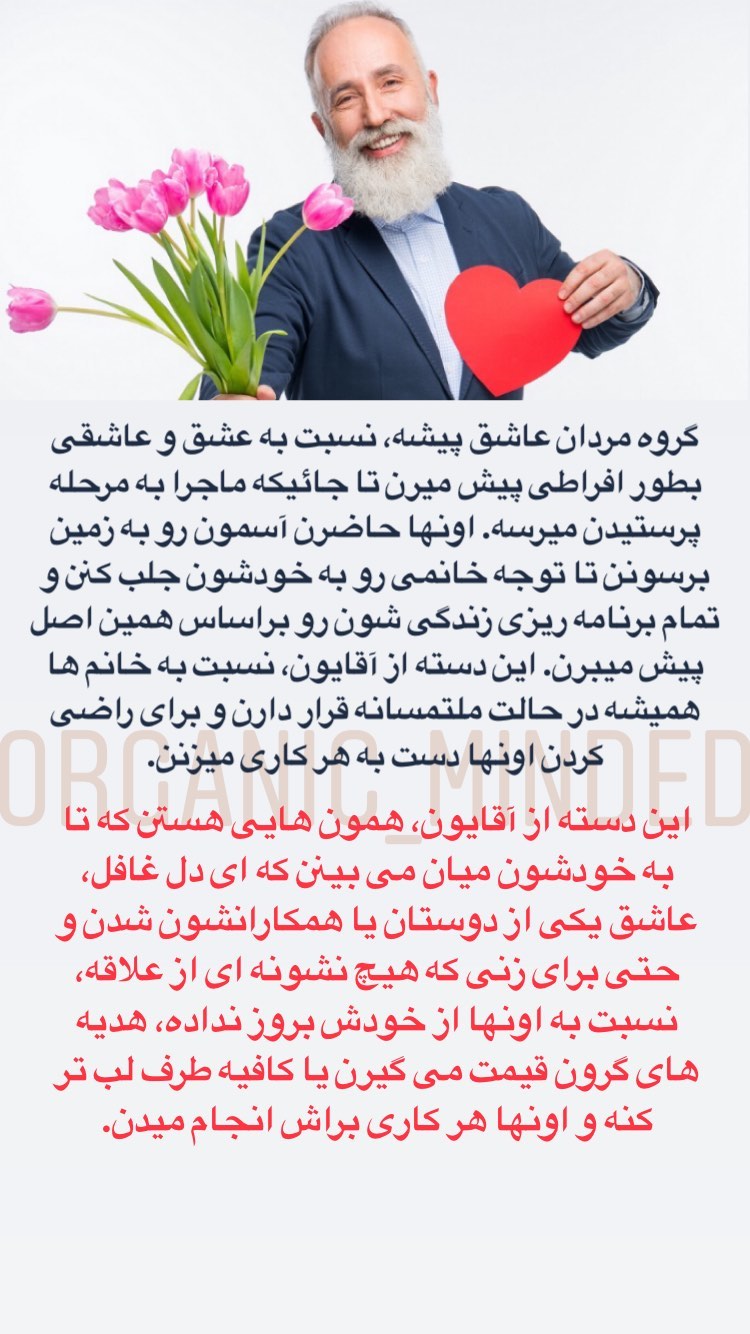 گروه مردان عاشق پیشه، نسبت به عشق و عاشقی
بطور افراطی پیش میرن تا جائیکه ماجرا به مرحله
پرستیدن میرسه. اونها حاضرن آسمون رو به زمین
برسونن تا توجه خانمی رو به خودشون جلب کنن و
تمام برنامه ریزی زندگی شون رو براساس همین اصل
پیش میبرن. این دسته از آقایون، نسبت به خانم ها
همیشه در حالت ملتمسانه قرار دارن و برای راضی
کردن اونها دست به هر کاری میزنن.
ORGANIC_MINDED
این دسته از آقایون، همون هایی هستن که تا
به خودشون میان می بینن که ای دل غافل،
عاشق یکی از دوستان یا همکارانشون شدن و
حتی برای زنی که هیچ نشونه ای از علاقه،
نسبت به اونها از خودش بروز نداده، هدیه
های گرون قیمت می گیرن یا کافیه طرف لب تر
کنه و اونها هر کاری براش انجام میدن.